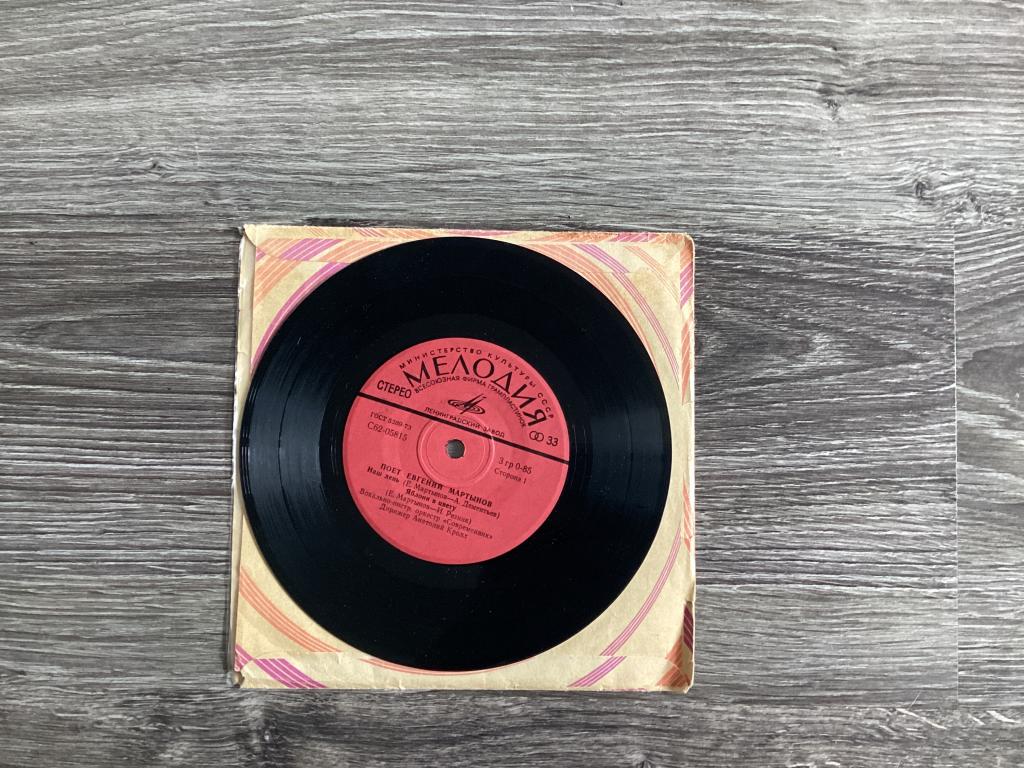 МИНИСТЕРСТВО КУЛЬТУРЫ СССР
МЕЛОДИЯ
ВСЕСОЮЗНАЯ ФИРМА ГРАМПЛАСТИНОК
СТЕРЕО
33
ЛЕНИНГРАДСКИЙ ЗАВОД
ГОСТ 5289-73
С62-05815
3 гр 0-85
Сторона 1
ПОЕТ ЕВГЕНИЙ МАРТЫНОВ
Наш день (Е. Мартынов—А. Дементьев)
Яблони в цвету
(Е. Мартынов—И. Резник)
Вокально-инстр. оркестр «Современник»
Дирижер Анатолий Кролл